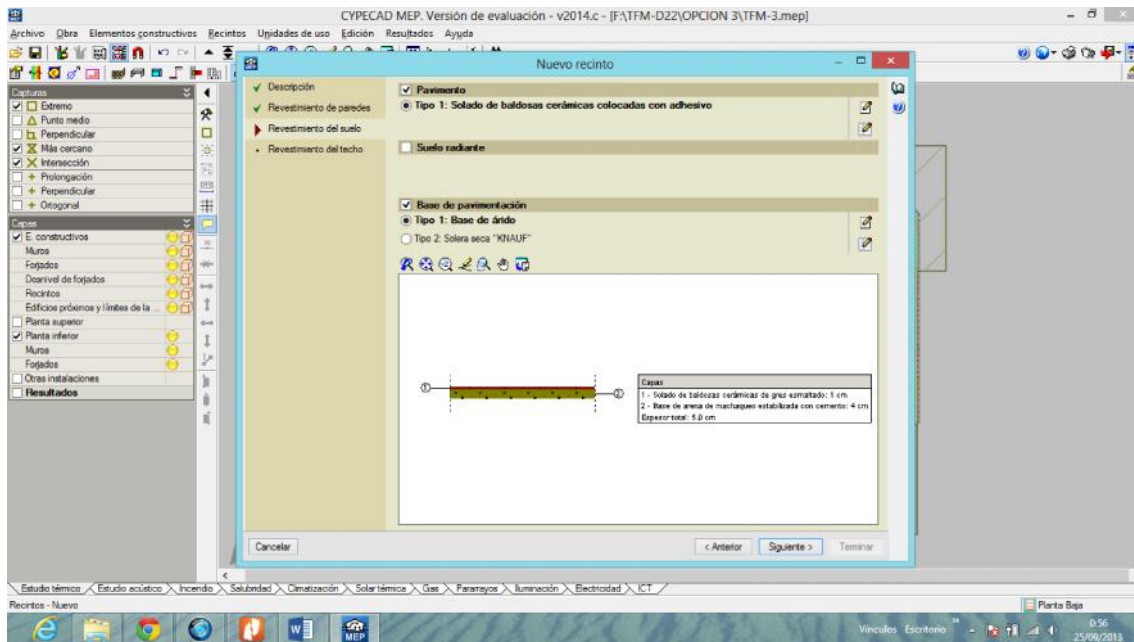 CYPECAD MEP. Versión de evaluación - v2014.c - [F:\TFM-D22\OPCION 3\TFM-3.mep]
Archivo Obra Elementos constructivos Recintos Unidades de uso Edición Resultados Ayuda
Nuevo recinto
Capturas
Extremo
Punto medio
Perpendicular
Más cercano
Intersección
Prolongación
Perpendicular
Ortogonal
Capas
E. constructivos
Muros
Forjados
Desnivel de forjados
Recintos
Edificios próximos y límites de la ...
Planta superior
Planta inferior
Muros
Forjados
Otras instalaciones
Resultados
Descripción
Revestimiento de paredes
Revestimiento del suelo
Revestimiento del techo
Pavimento
Tipo 1: Solado de baldosas cerámicas colocadas con adhesivo
Suelo radiante
Base de pavimentación
Tipo 1: Base de árido
Tipo 2: Solera seca "KNAUF"
1
2
Capas
1 - Solado de baldosas cerámicas de gres esmaltado: 1 cm
2 - Base de arena de machaqueo estabilizada con cemento: 4 cm
Espesor total: 5.0 cm
Cancelar
< Anterior
Siguiente >
Terminar
Estudio térmico Estudio acústico Incendio Salubridad Climatización Solar térmica Gas Pararrayos Iluminación Electricidad ICT
Recintos - Nuevo
Planta Baja
MEP
Vínculos Escritorio
0:56
25/09/2013